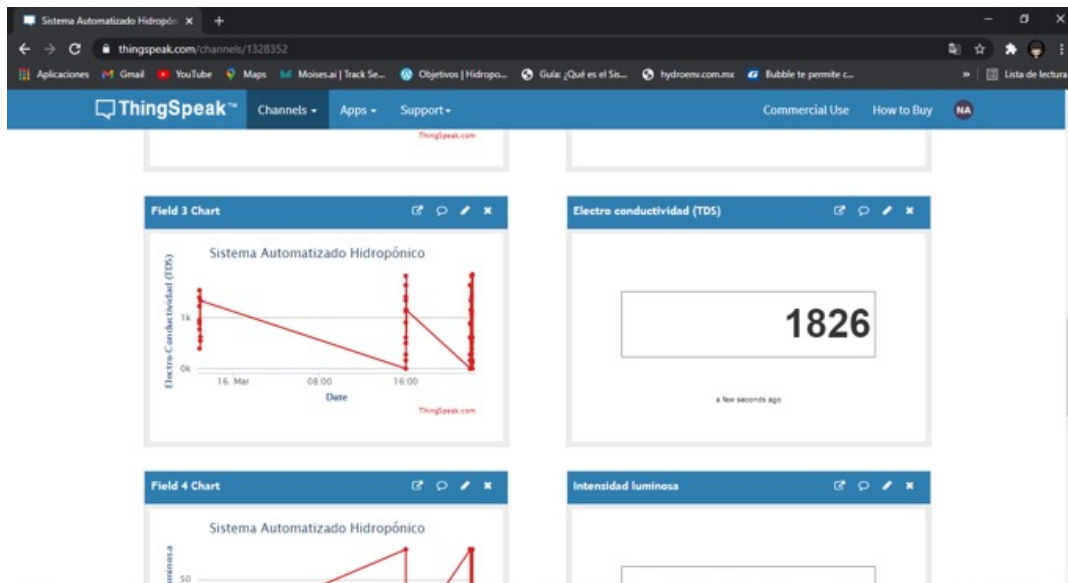 Sistema Automatizado Hidropón
thingspeak.com/channels/1328352
Aplicaciones Gmail YouTube Maps Moises.ai | Track Se... Objetivos | Hidropo... Guía: ¿Qué es el Sis... hydroenv.com.mx Bubble te permite c... » Lista de lectura
ThingSpeak™ Channels Apps Support Commercial Use How to Buy NA
ThingSpeak.com
Field 3 Chart
Sistema Automatizado Hidropónico
Electro Conductividad (TDS)
1k
0k
16. Mar 08:00 16:00
Date
ThingSpeak.com
Electro conductividad (TDS)
1826
a few seconds ago
Field 4 Chart
Sistema Automatizado Hidropónico
50
Intensidad luminosa